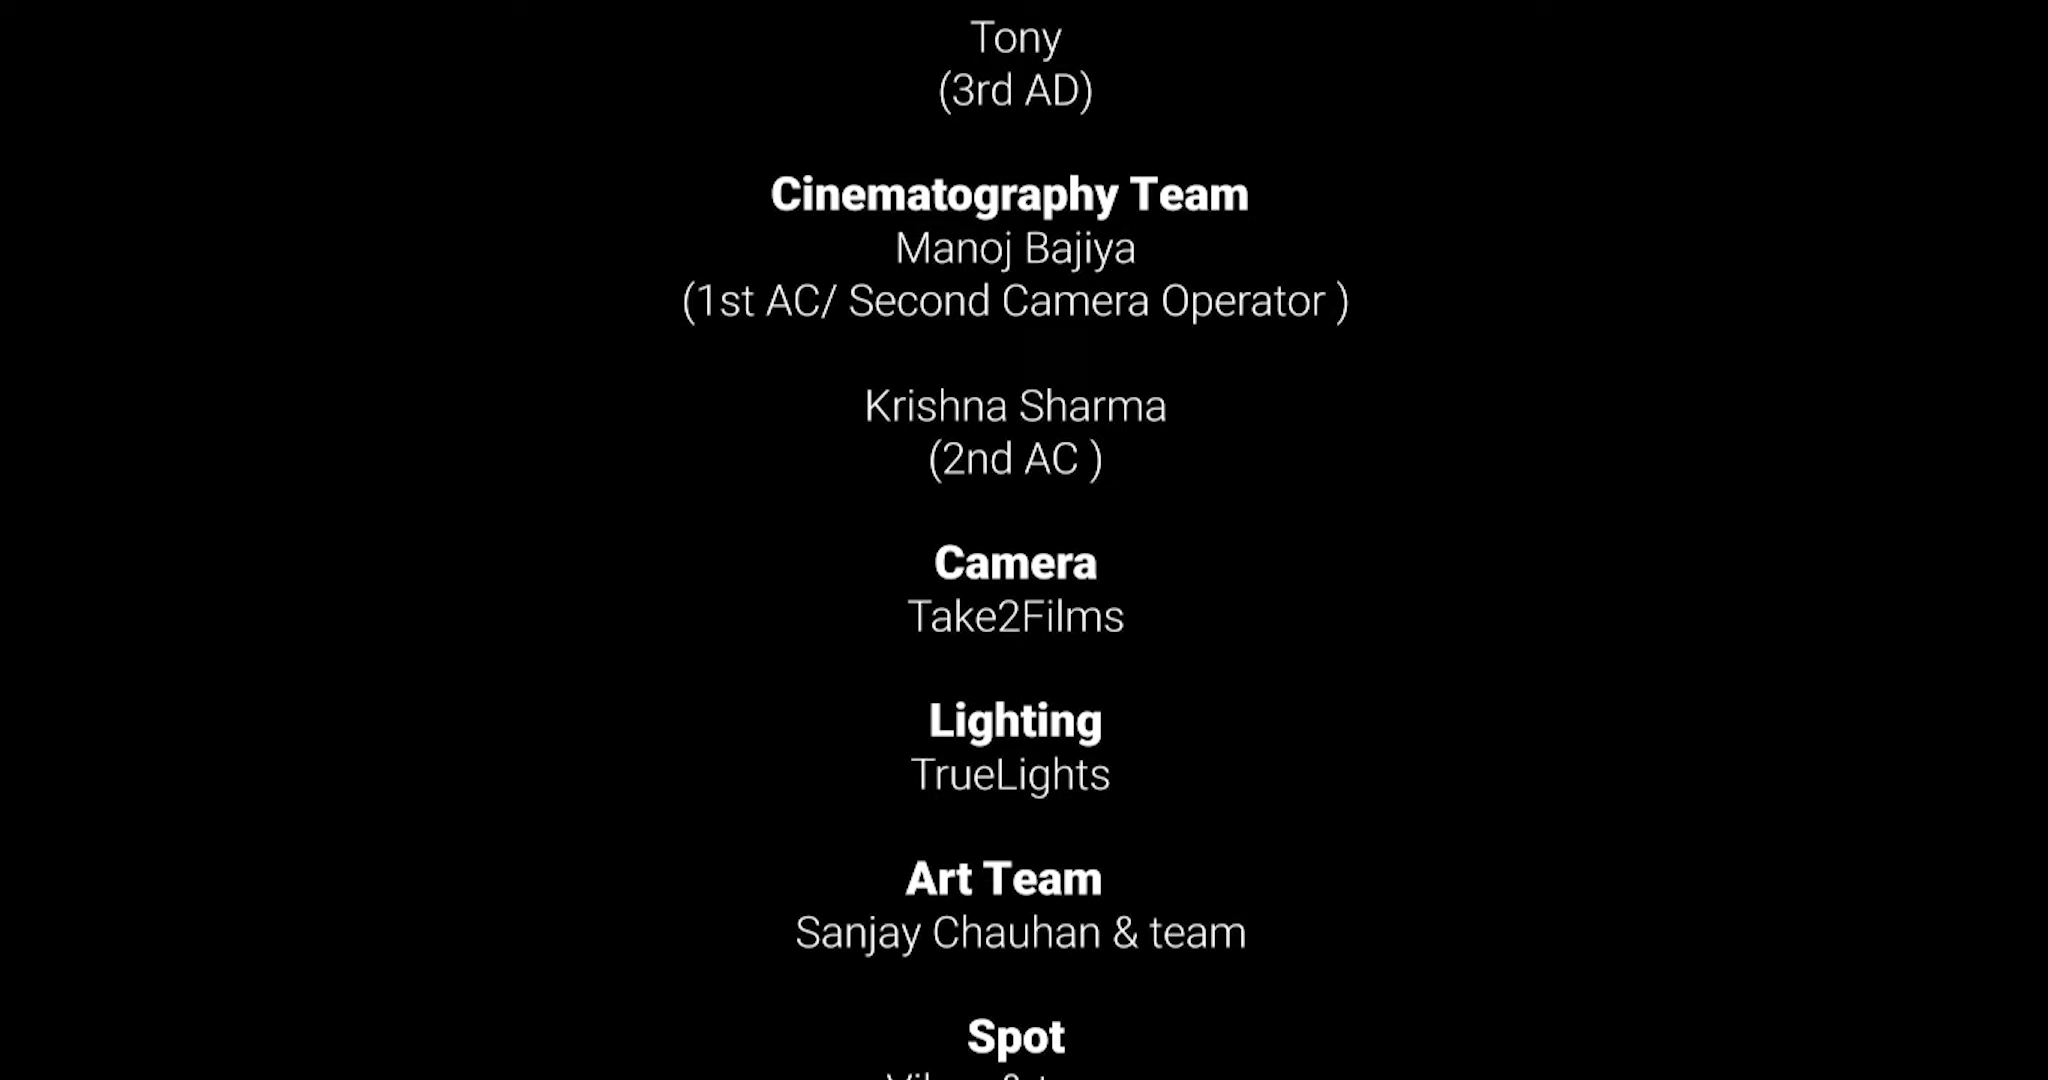 Tony
(3rd AD)
Cinematography Team
Manoj Bajiya
(1st AC/ Second Camera Operator )
Krishna Sharma
(2nd AC )
Camera
Take2Films
Lighting
TrueLights
Art Team
Sanjay Chauhan & team
Spot